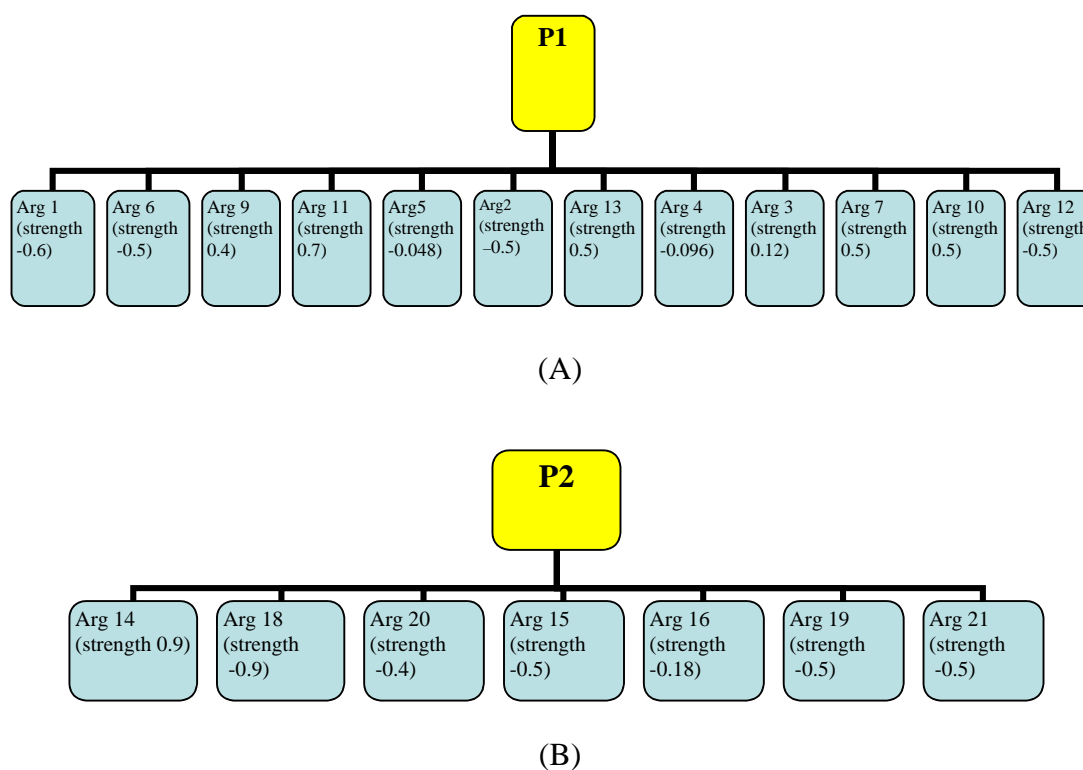 P1
Arg 1
(strength
-0.6)
Arg 6
(strength
-0.5)
Arg 9
(strength
0.4)
Arg 11
(strength
0.7)
Arg5
(strength
-0.048)
Arg2
(strength
–0.5)
Arg 13
(strength
0.5)
Arg 4
(strength
-0.096)
Arg 3
(strength
0.12)
Arg 7
(strength
0.5)
Arg 10
(strength
0.5)
Arg 12
(strength
-0.5)
(A)
P2
Arg 14
(strength 0.9)
Arg 18
(strength
-0.9)
Arg 20
(strength
-0.4)
Arg 15
(strength
-0.5)
Arg 16
(strength
-0.18)
Arg 19
(strength
-0.5)
Arg 21
(strength
-0.5)
(B)